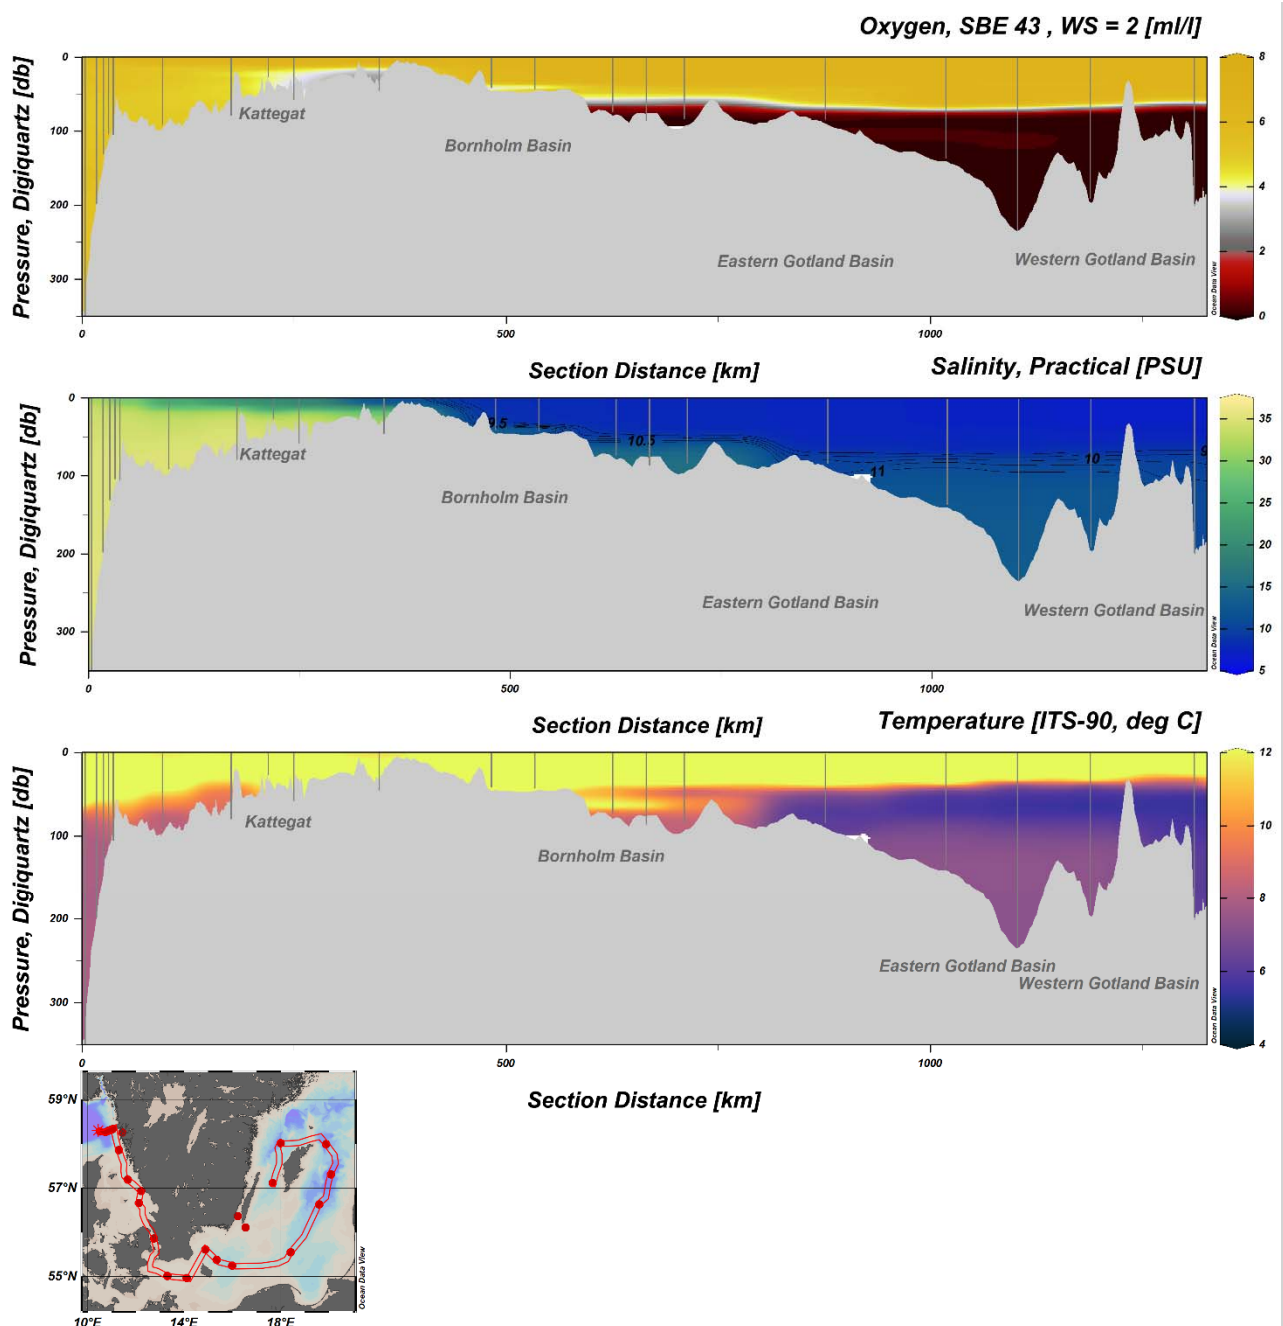 Oxygen, SBE 43 , WS = 2 [ml/l]
Pressure, Digiquartz [db]
0
100
200
300
Kattegat
Bornholm Basin
Eastern Gotland Basin
Western Gotland Basin
Ocean Data View
8
6
4
2
0
0
500
1000
Section Distance [km]
Salinity, Practical [PSU]
Pressure, Digiquartz [db]
0
100
200
300
9.5
10.5
11
10
9
Kattegat
Bornholm Basin
Eastern Gotland Basin
Western Gotland Basin
Ocean Data View
35
30
25
20
15
10
5
0
500
1000
Section Distance [km]
Temperature [ITS-90, deg C]
Pressure, Digiquartz [db]
0
100
200
300
Kattegat
Bornholm Basin
Eastern Gotland Basin
Western Gotland Basin
Ocean Data View
12
10
8
6
4
0
500
1000
Section Distance [km]
59°N
57°N
55°N
10°E
14°E
18°E
Ocean Data View